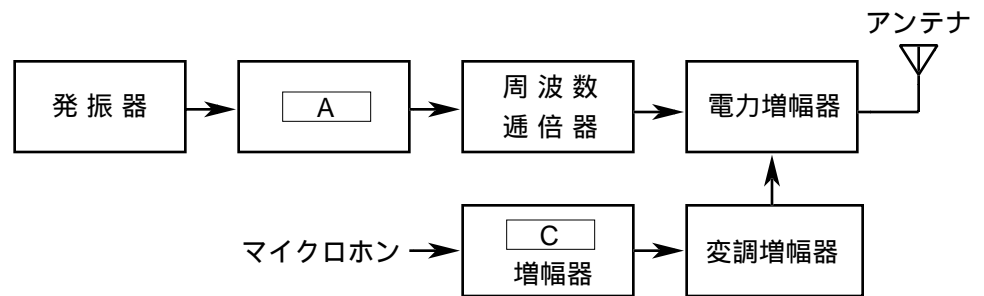 アンテナ
発振器
A
周波数
逓倍器
電力増幅器
マイクロホン
C
増幅器
変調増幅器